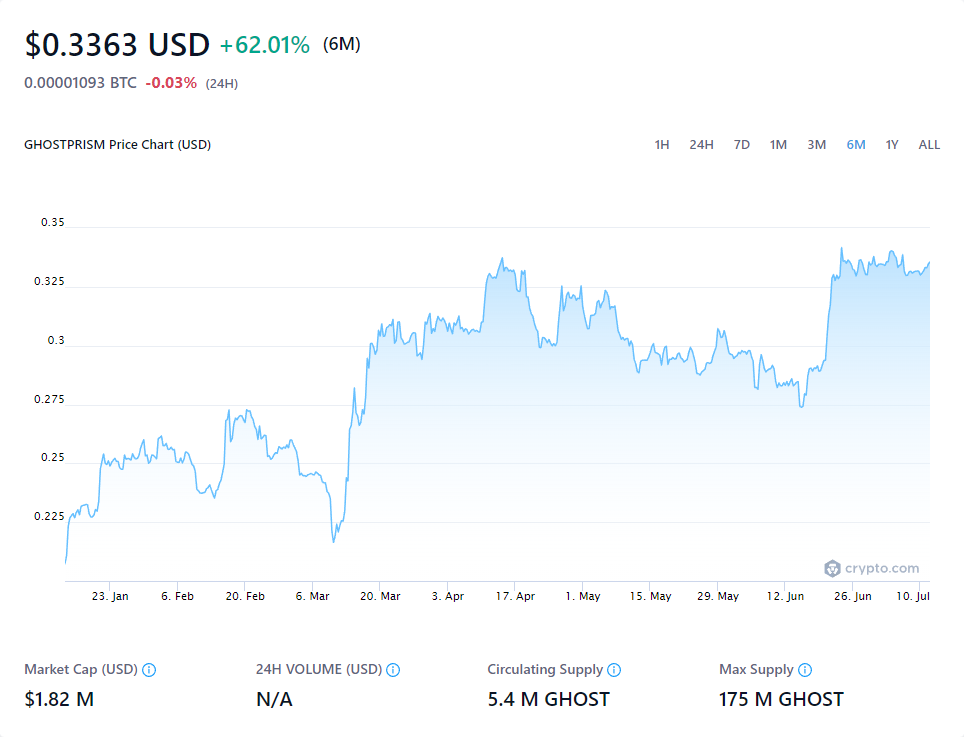 $0.3363 USD +62.01% (6M)
0.00001093 BTC -0.03% (24H)
GHOSTPRISM Price Chart (USD) 1H 24H 7D 1M 3M 6M 1Y ALL
0.35
0.325
0.3
0.275
0.25
0.225
crypto.com
23. Jan 6. Feb 20. Feb 6. Mar 20. Mar 3. Apr 17. Apr 1. May 15. May 29. May 12. Jun 26. Jun 10. Jul
Market Cap (USD) 24H VOLUME (USD) Circulating Supply Max Supply
$1.82 M N/A 5.4 M GHOST 175 M GHOST